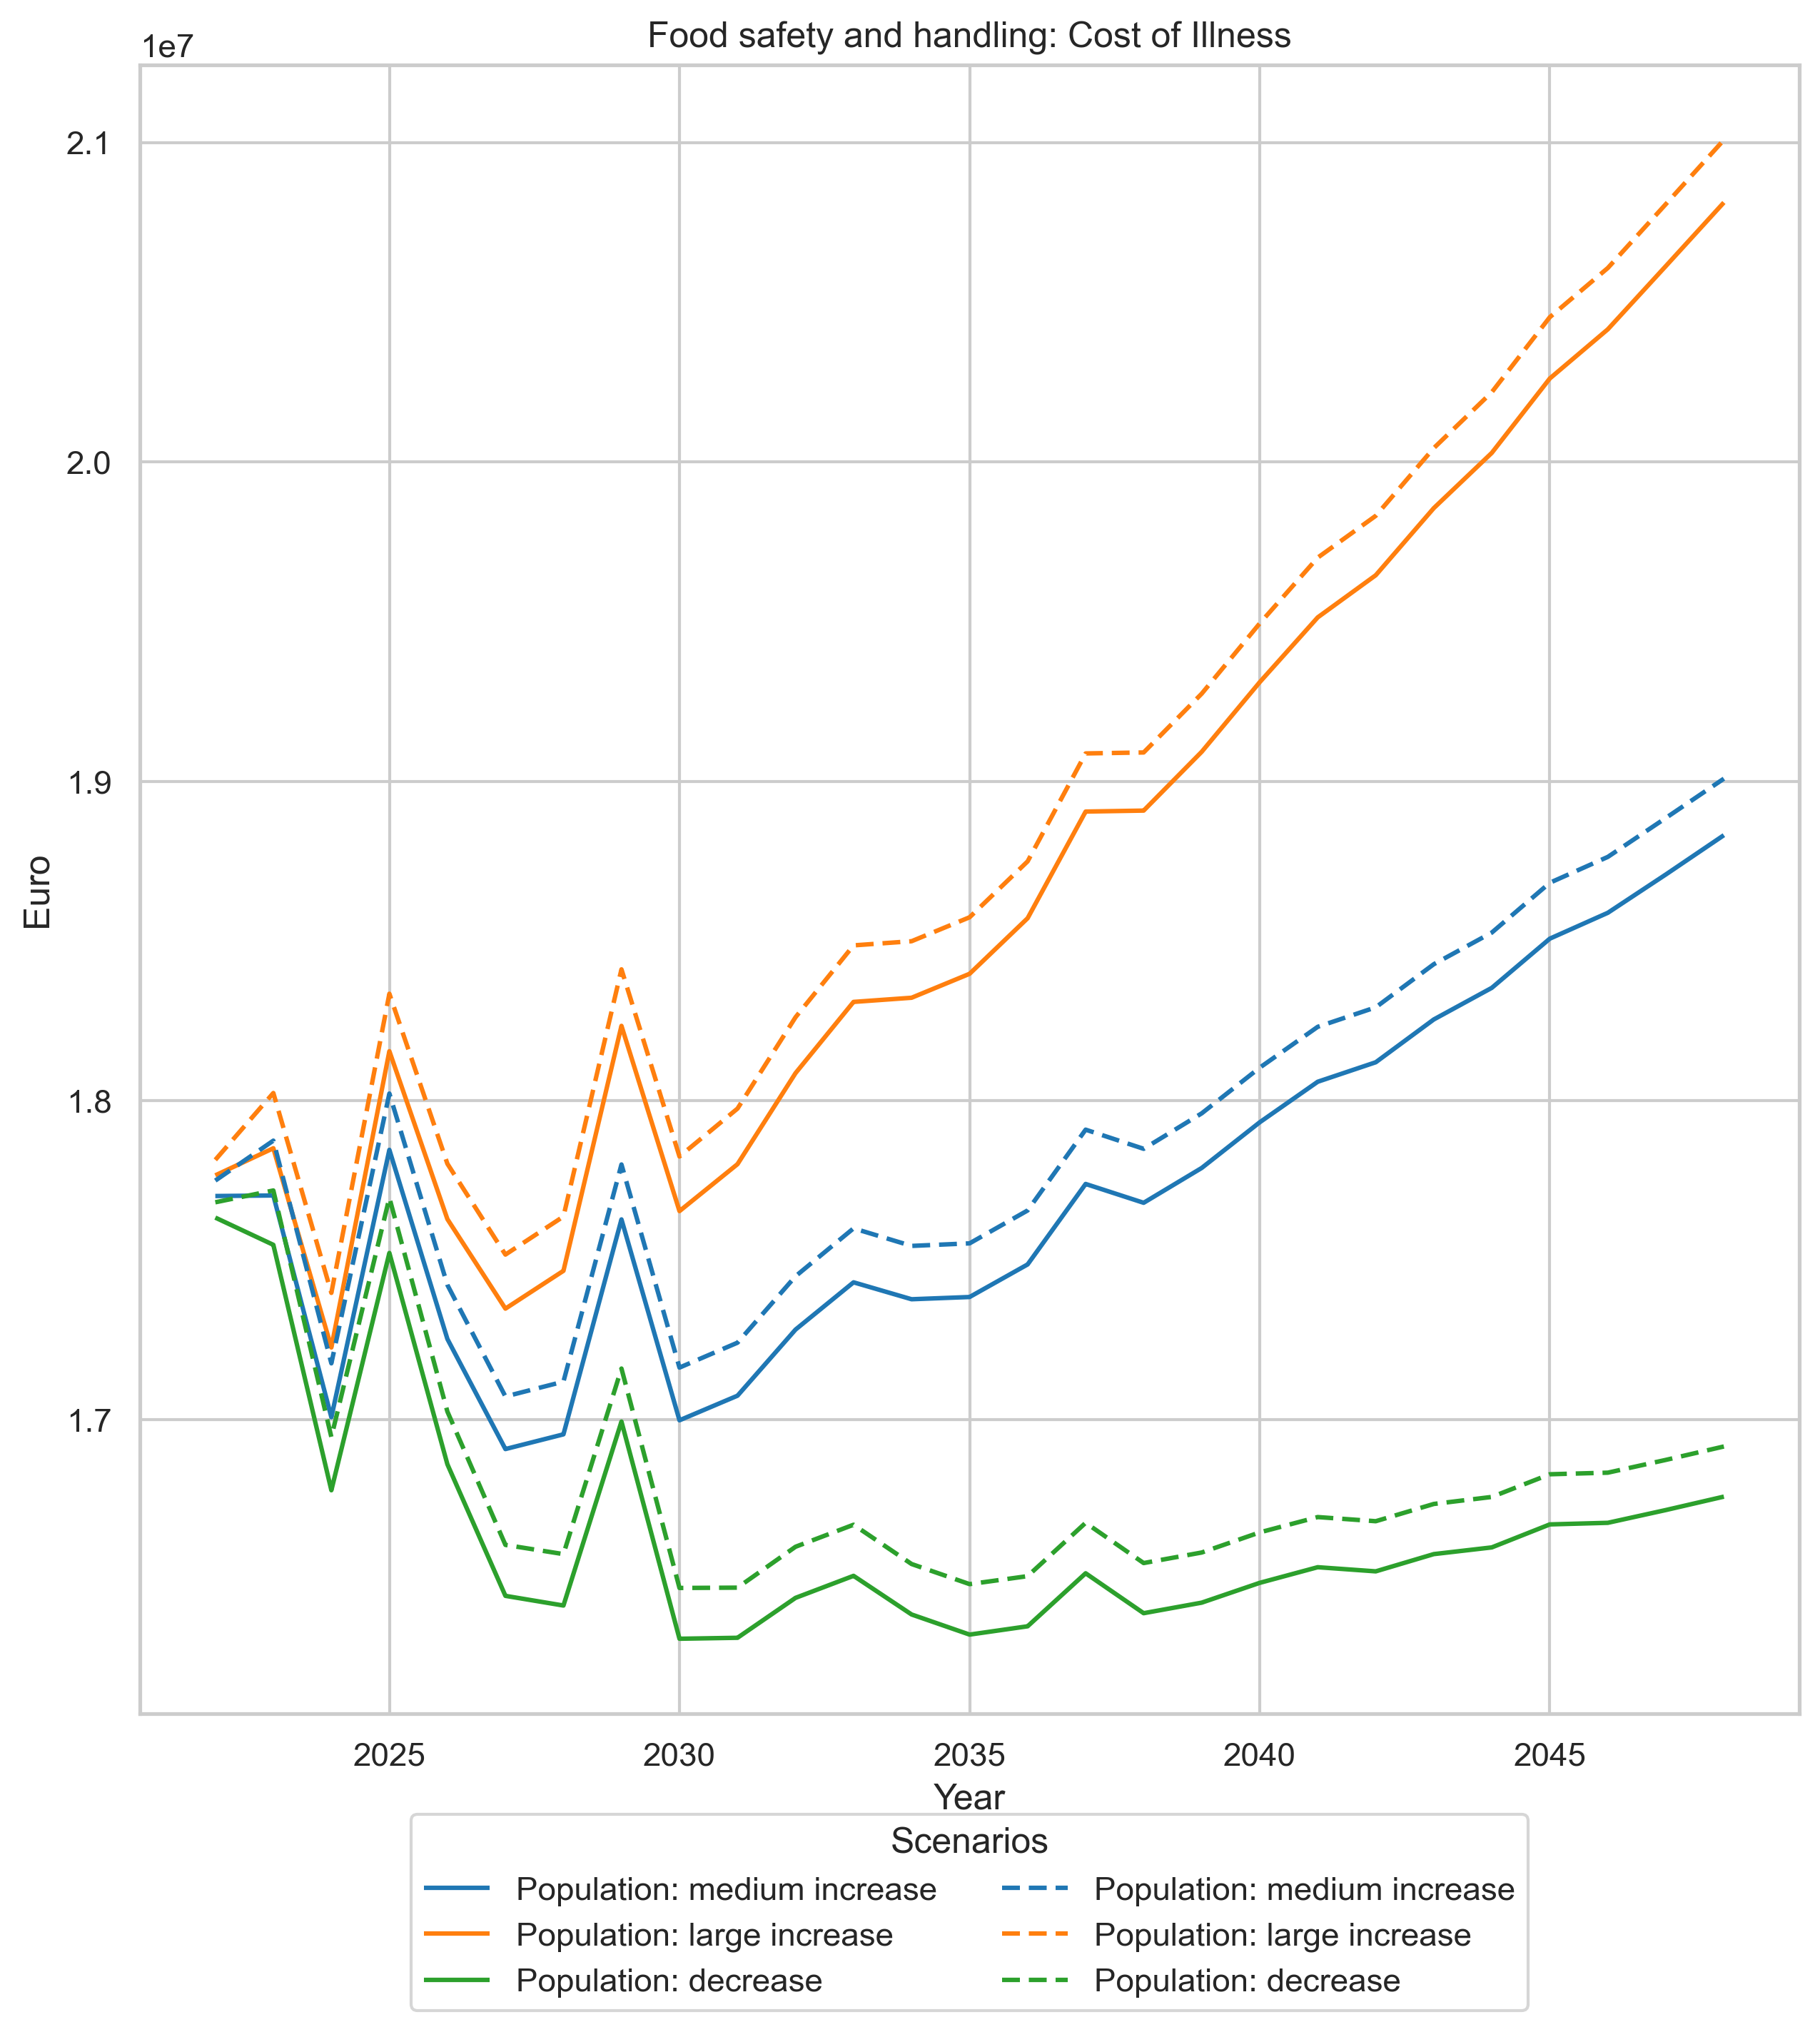 Food safety and handling: Cost of Illness
1e7
2.1
2.0
1.9
1.8
1.7
Euro
2025 2030 2035 2040 2045
Year
Scenarios
Population: medium increase Population: medium increase
Population: large increase Population: large increase
Population: decrease Population: decrease